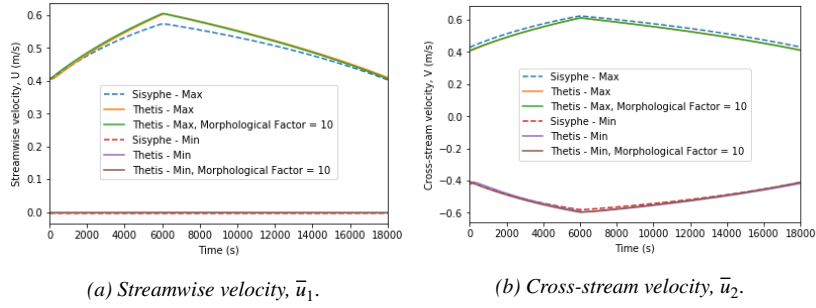 0.6
0.5
0.4
0.3
0.2
0.1
0.0
Streamwise velocity, U (m/s)
Sisyphe - Max
Thetis - Max
Thetis - Max, Morphological Factor = 10
Sisyphe - Min
Thetis - Min
Thetis - Min, Morphological Factor = 10
0 2000 4000 6000 8000 10000 12000 14000 16000 18000
Time (s)
(a) Streamwise velocity, u̅₁.
0.6
0.4
0.2
0.0
−0.2
−0.4
−0.6
Cross-stream velocity, V (m/s)
Sisyphe - Max
Thetis - Max
Thetis - Max, Morphological Factor = 10
Sisyphe - Min
Thetis - Min
Thetis - Min, Morphological Factor = 10
0 2000 4000 6000 8000 10000 12000 14000 16000 18000
Time (s)
(b) Cross-stream velocity, u̅₂.